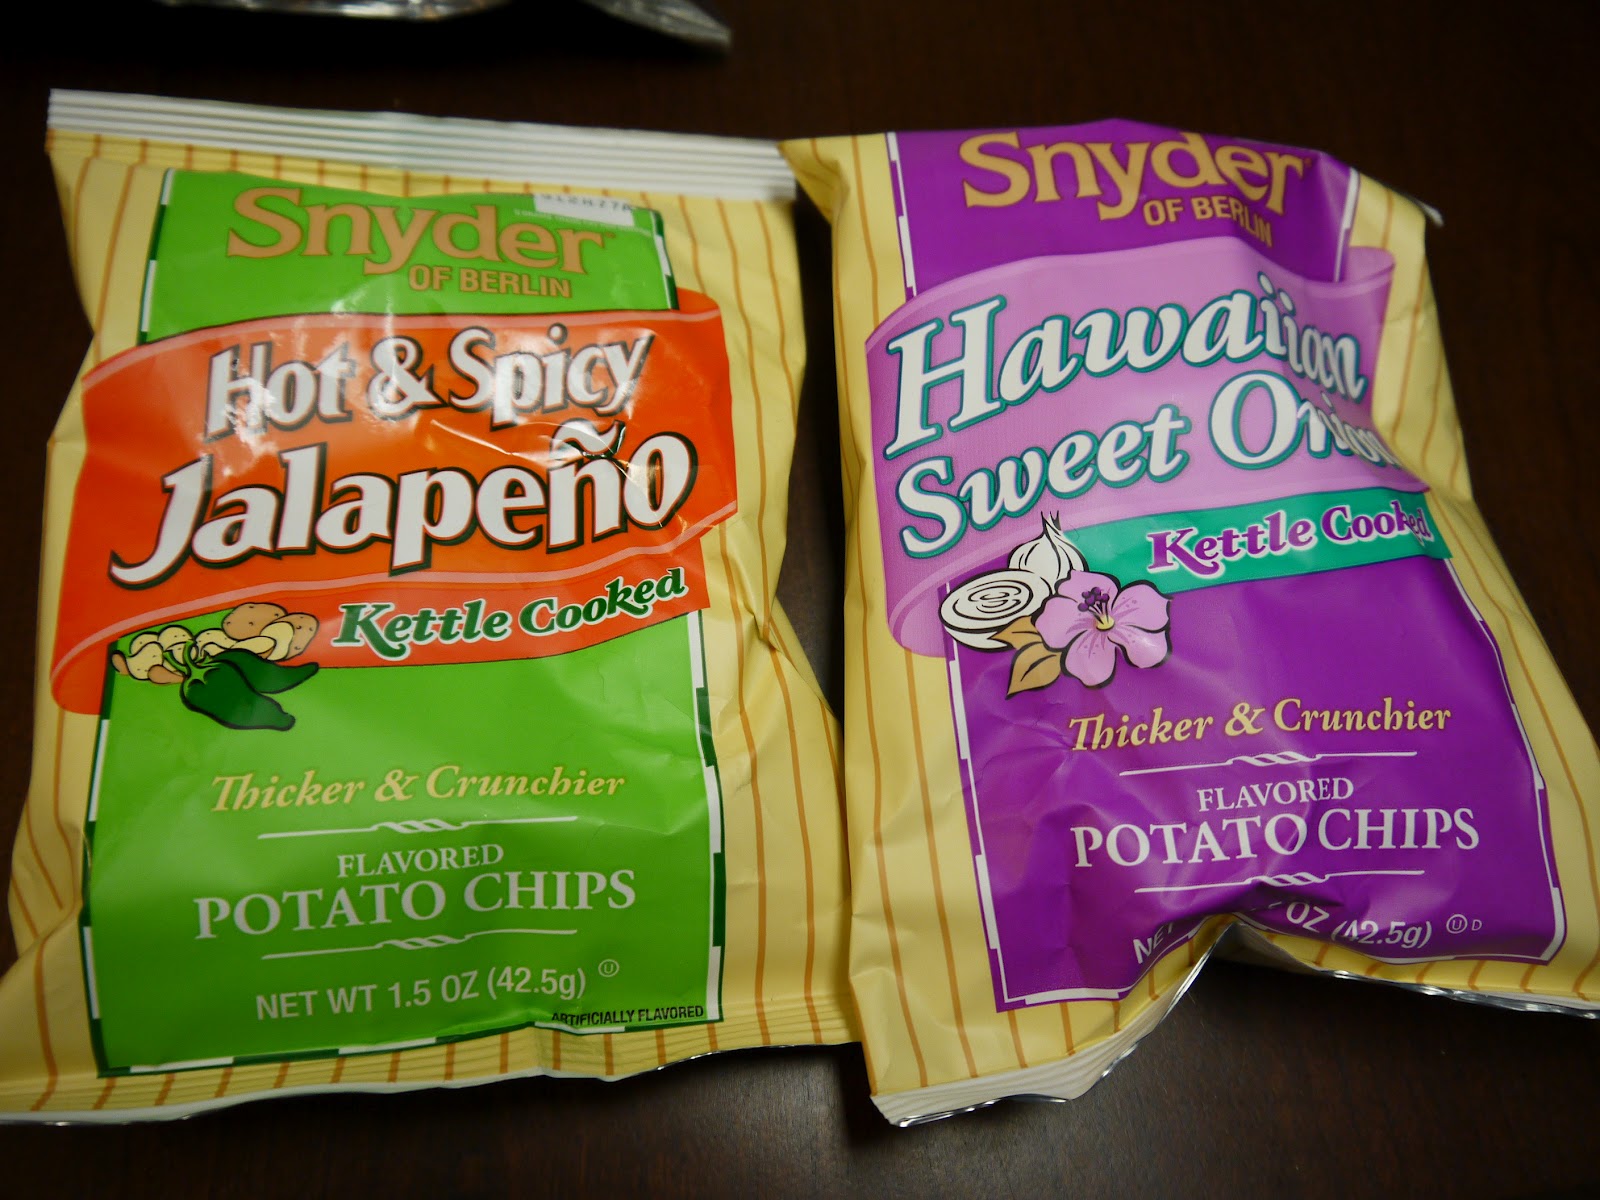 Snyder
OF BERLIN
Hot & Spicy
Jalapeño
Kettle Cooked
Thicker & Crunchier
FLAVORED
POTATO CHIPS
NET WT 1.5 OZ (42.5g) Ⓤ
ARTIFICIALLY FLAVORED
Snyder
OF BERLIN
Hawaiian
Sweet Onion
Kettle Cooked
Thicker & Crunchier
FLAVORED
POTATO CHIPS
NET OZ (42.5g) Ⓤ D